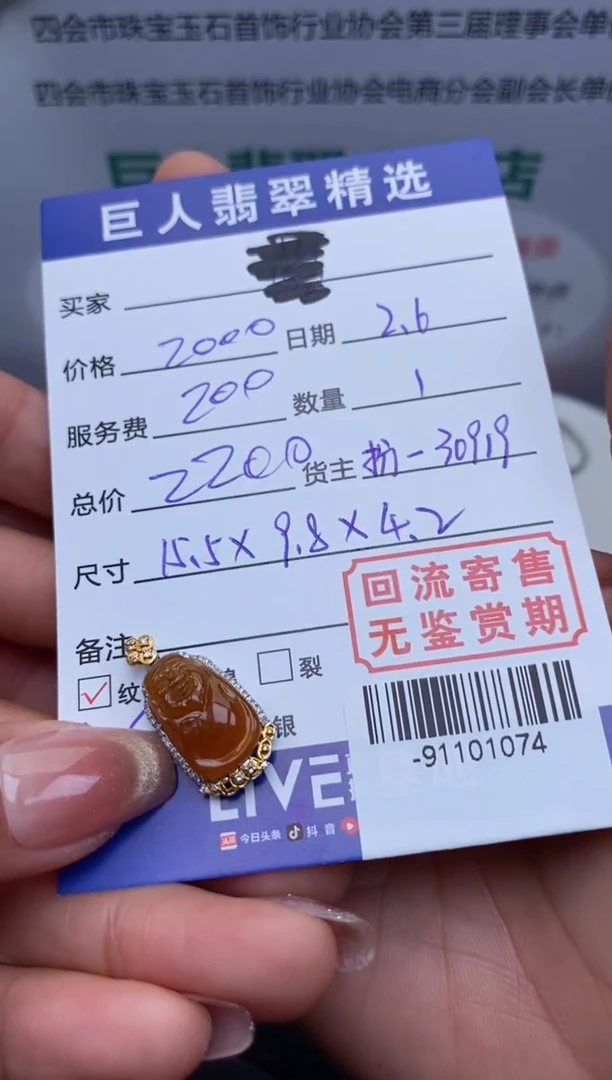 四会市珠宝玉石首饰行业协会第三届理事会单
四会市珠宝玉石首饰行业协会电商分会副会长单
巨人翡翠精选
买家
价格 2000 日期 2.6
服务费 200 数量 1
总价 2200 货主 -30919
尺寸 15.5×9.8×4.2
回流寄售
无鉴赏期
备注
纹 裂
银
-91101074
LIVE
头条 今日头条 抖音